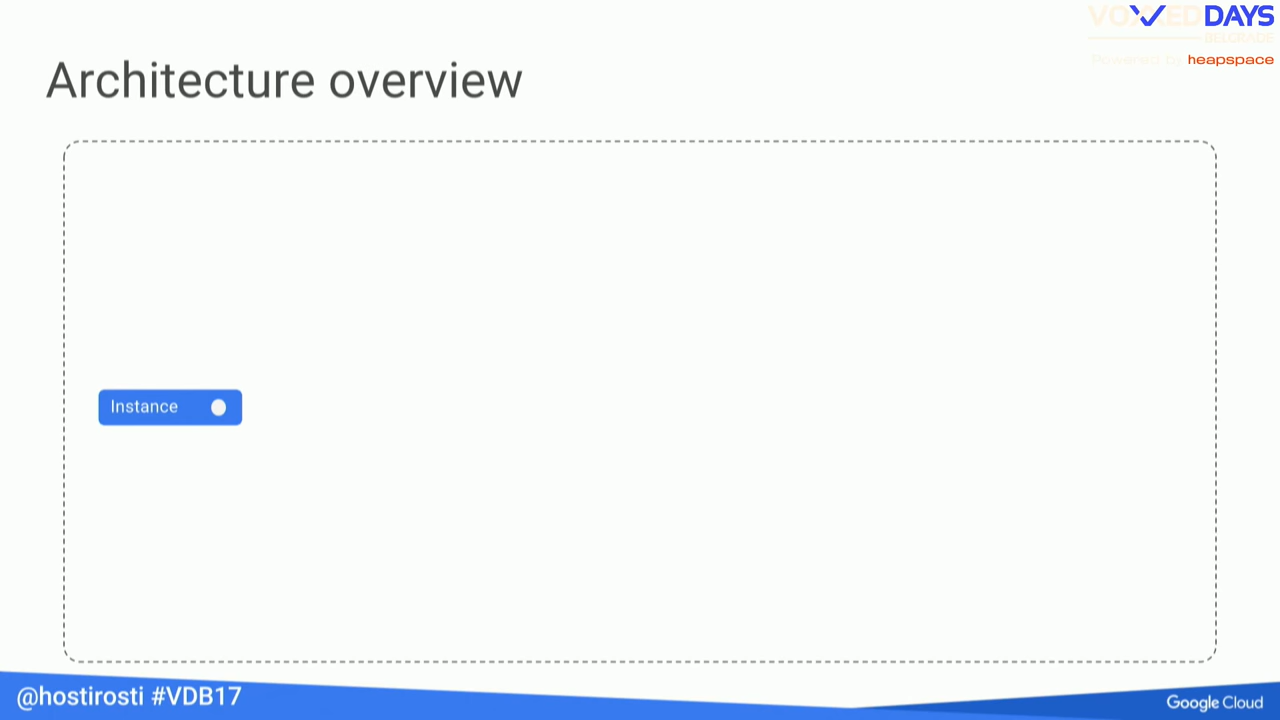 VOXXED DAYS
BELGRADE
Powered by heapspace
Architecture overview
Instance
@hostirosti #VDB17
Google Cloud